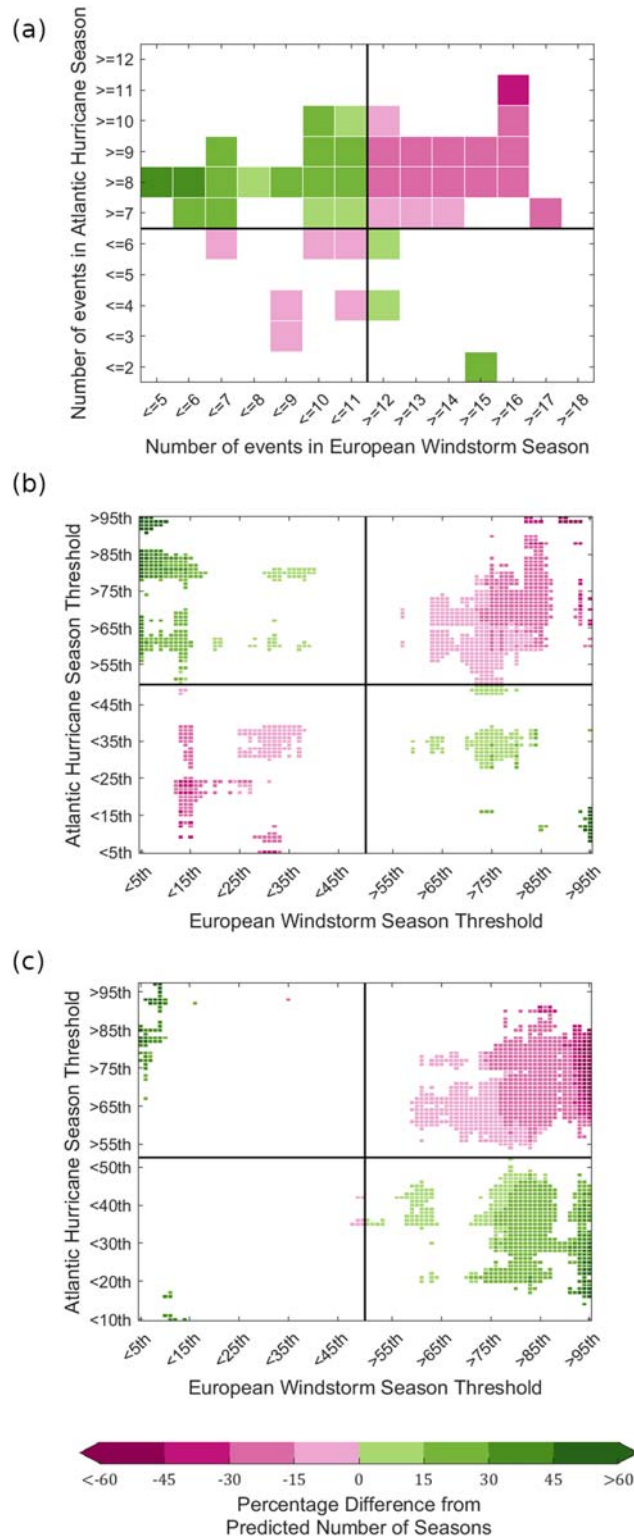 (a)
Number of events in Atlantic Hurricane Season
>=12
>=11
>=10
>=9
>=8
>=7
<=6
<=5
<=4
<=3
<=2
<=5
<=6
<=7
<=8
<=9
<=10
<=11
>=12
>=13
>=14
>=15
>=16
>=17
>=18
Number of events in European Windstorm Season
(b)
Atlantic Hurricane Season Threshold
>95th
>85th
>75th
>65th
>55th
<45th
<35th
<25th
<15th
<5th
<5th
<15th
<25th
<35th
<45th
>55th
>65th
>75th
>85th
>95th
European Windstorm Season Threshold
(c)
Atlantic Hurricane Season Threshold
>95th
>85th
>75th
>65th
>55th
<50th
<40th
<30th
<20th
<10th
<5th
<15th
<25th
<35th
<45th
>55th
>65th
>75th
>85th
>95th
European Windstorm Season Threshold
<-60 -45 -30 -15 0 15 30 45 >60
Percentage Difference from
Predicted Number of Seasons